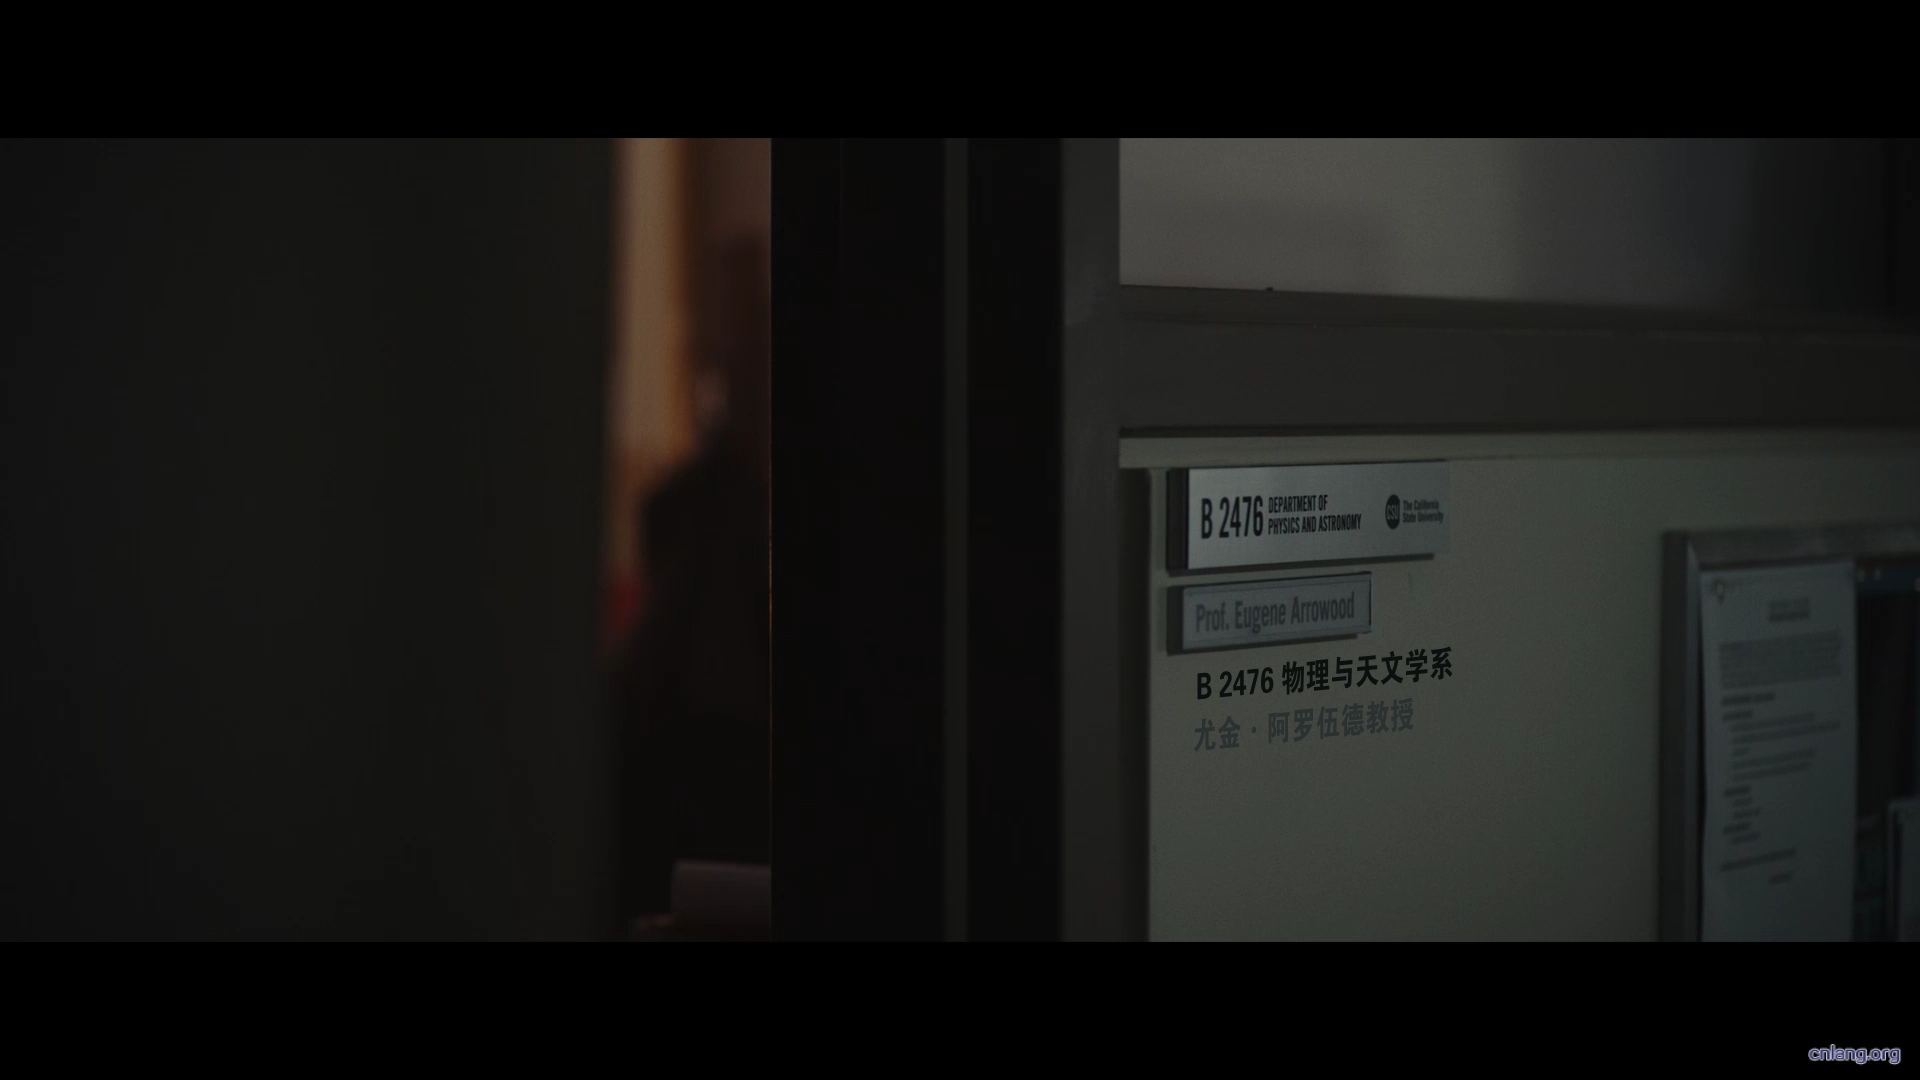 B 2476
DEPARTMENT OF
PHYSICS AND ASTRONOMY
CSU
The California
State University
Prof. Eugene Arrowood
B 2476 物理与天文学系
尤金·阿罗伍德教授
cnlang.org